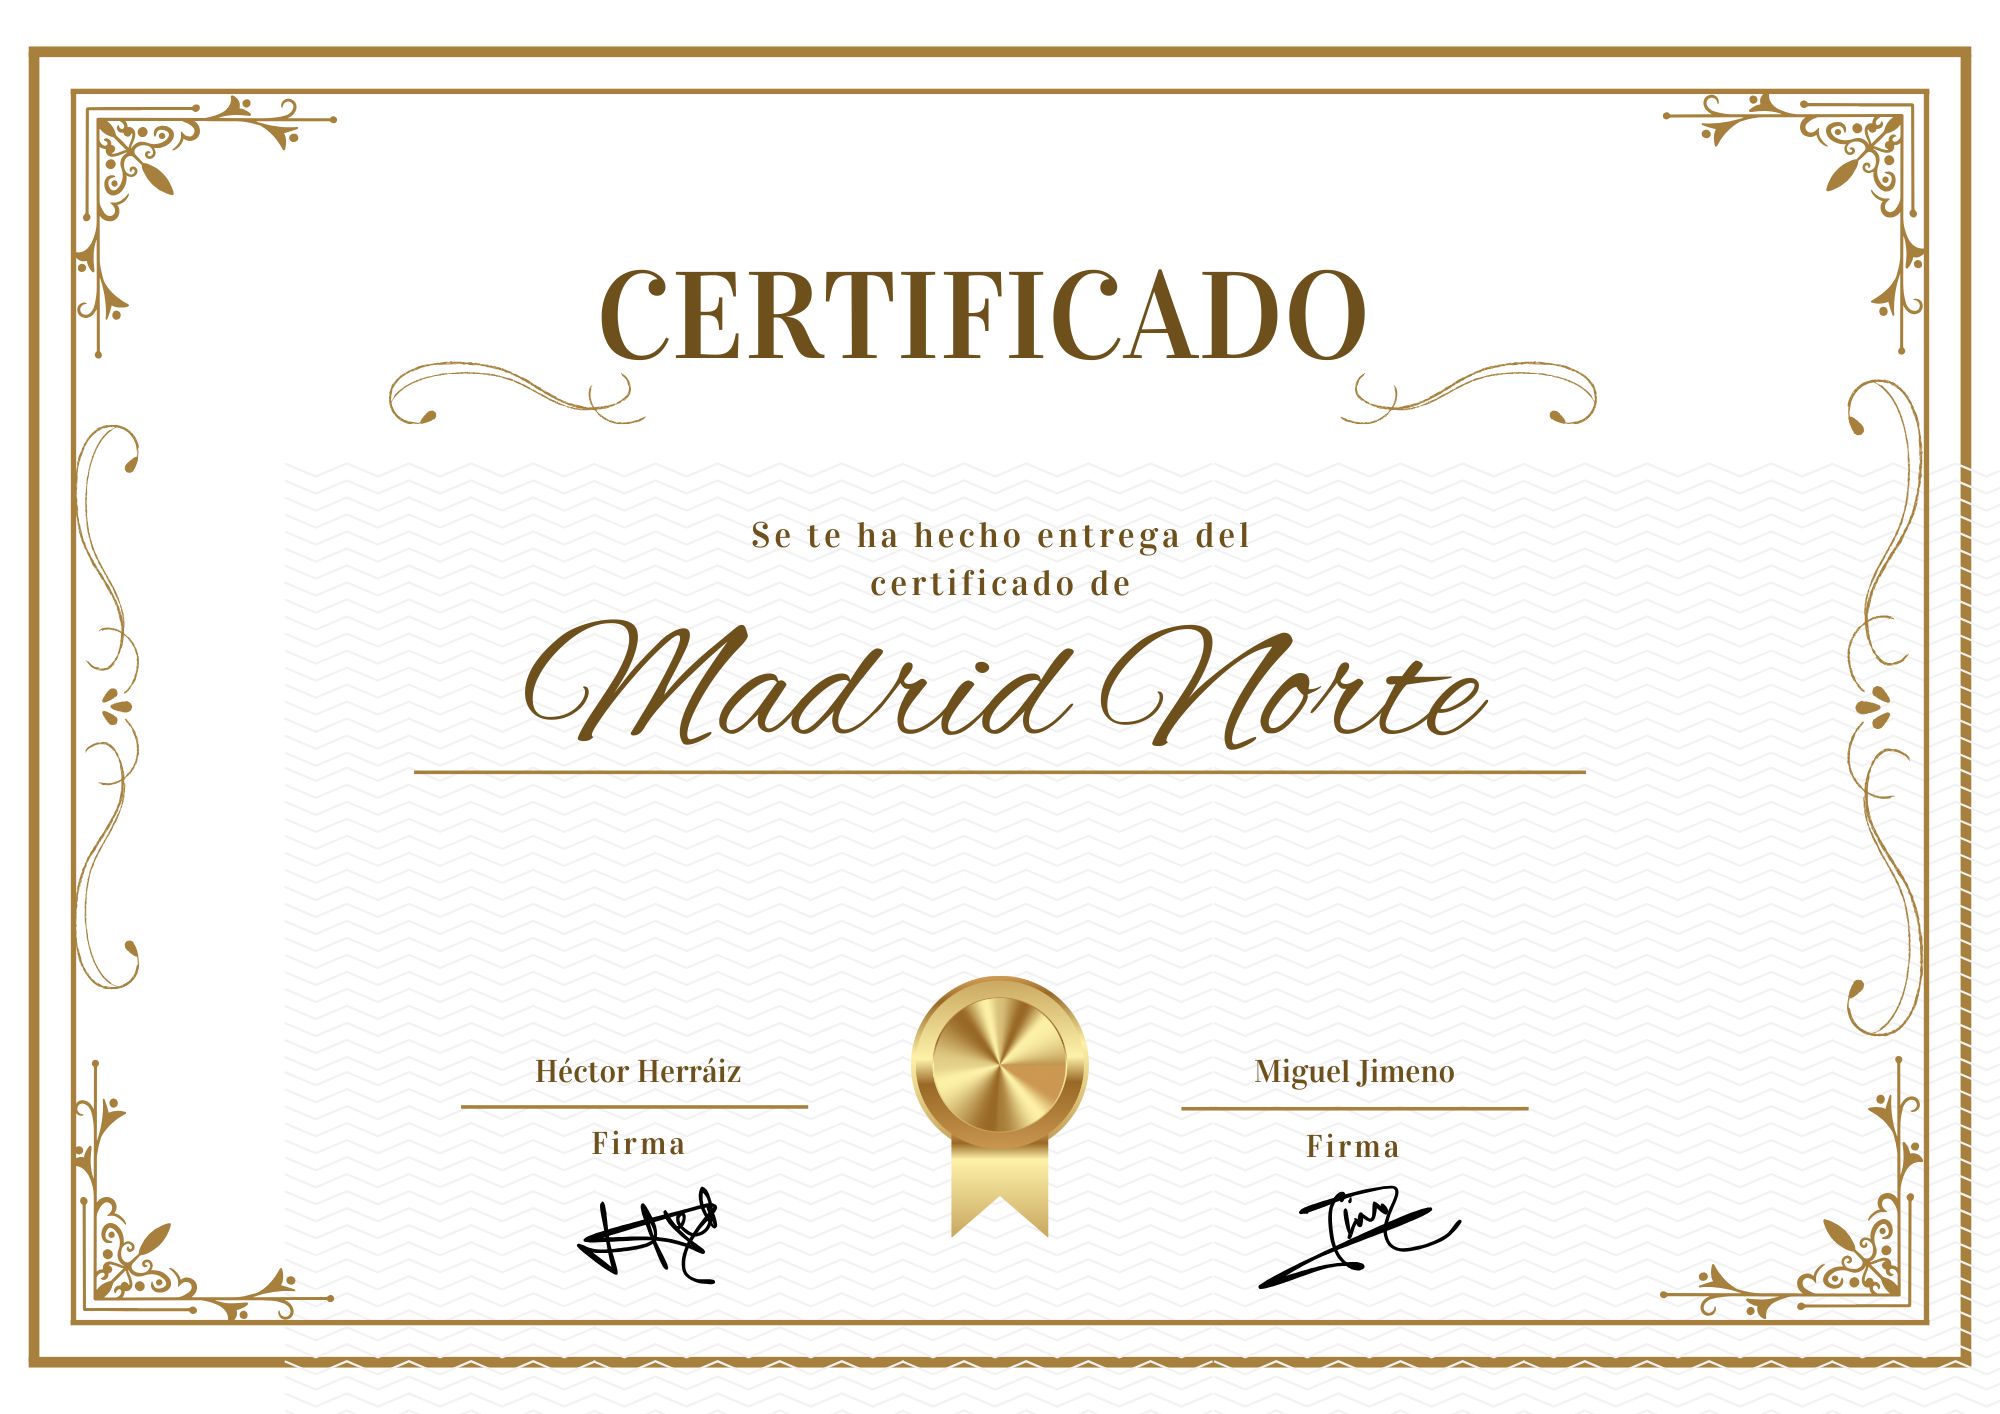 CERTIFICADO
Se te ha hecho entrega del
certificado de
Madrid Norte
Héctor Herráiz
Miguel Jimeno
Firma
Firma